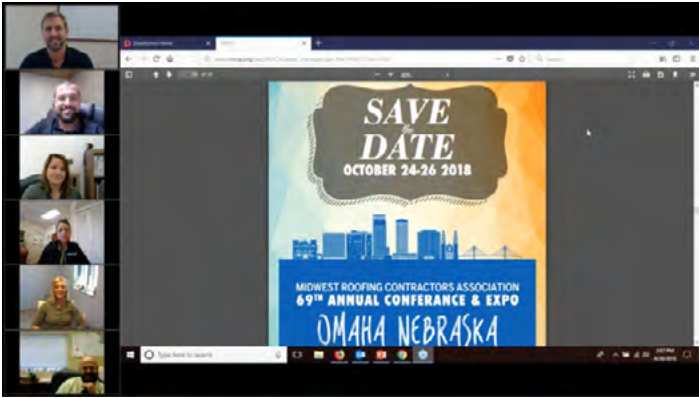 SAVE
the
DATE
OCTOBER 24-26 2018
MIDWEST ROOFING CONTRACTORS ASSOCIATION
69TH ANNUAL CONFERANCE & EXPO
OMAHA NEBRASKA
Type here to search